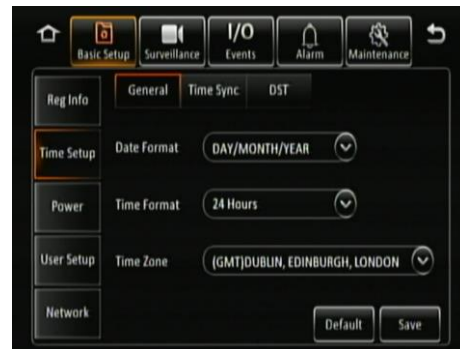 I/O
Basic Setup Surveillance Events Alarm Maintenance
Reg Info General Time Sync DST
Time Setup Date Format DAY/MONTH/YEAR
Power Time Format 24 Hours
User Setup Time Zone (GMT)DUBLIN, EDINBURGH, LONDON
Network Default Save